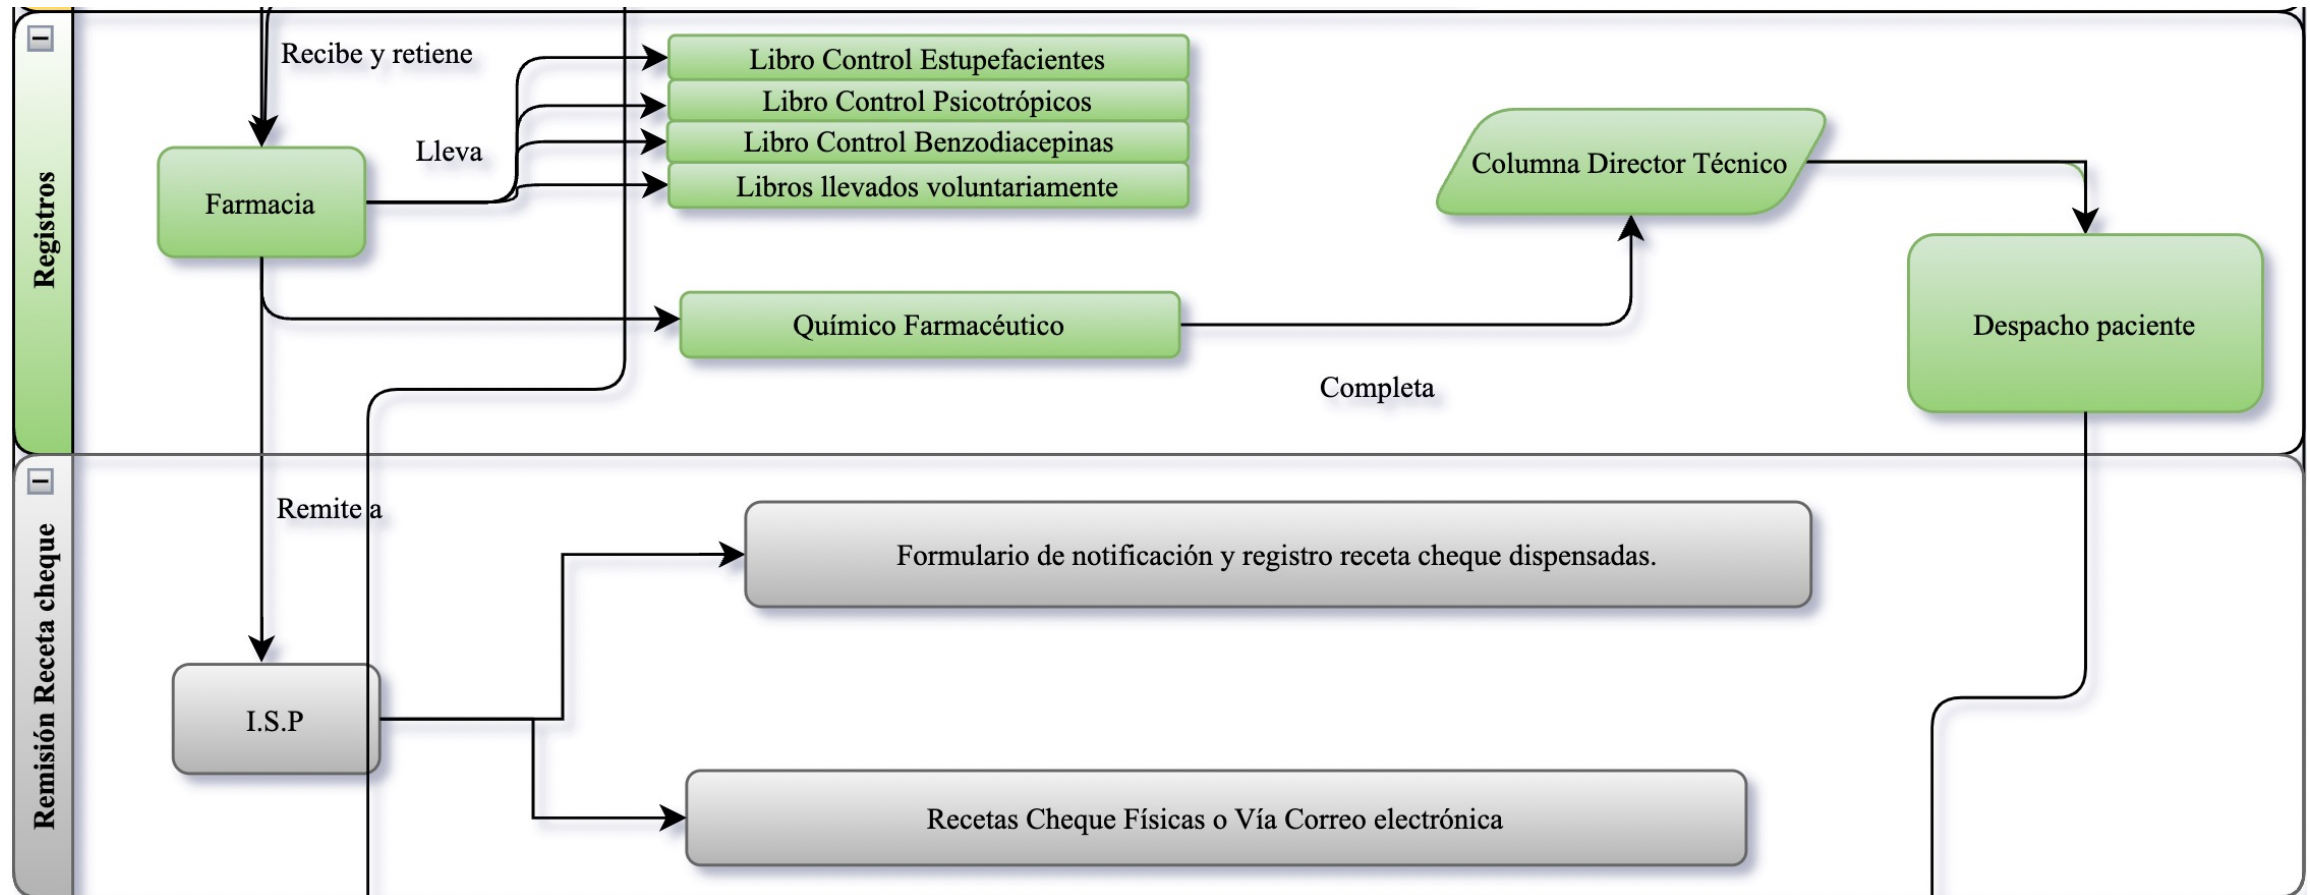 Registros
Recibe y retiene
Libro Control Estupefacientes
Libro Control Psicotrópicos
Libro Control Benzodiacepinas
Libros llevados voluntariamente
Lleva
Farmacia
Columna Director Técnico
Químico Farmacéutico
Despacho paciente
Completa
Remisión Receta cheque
Remite a
Formulario de notificación y registro receta cheque dispensadas.
I.S.P
Recetas Cheque Físicas o Vía Correo electrónica